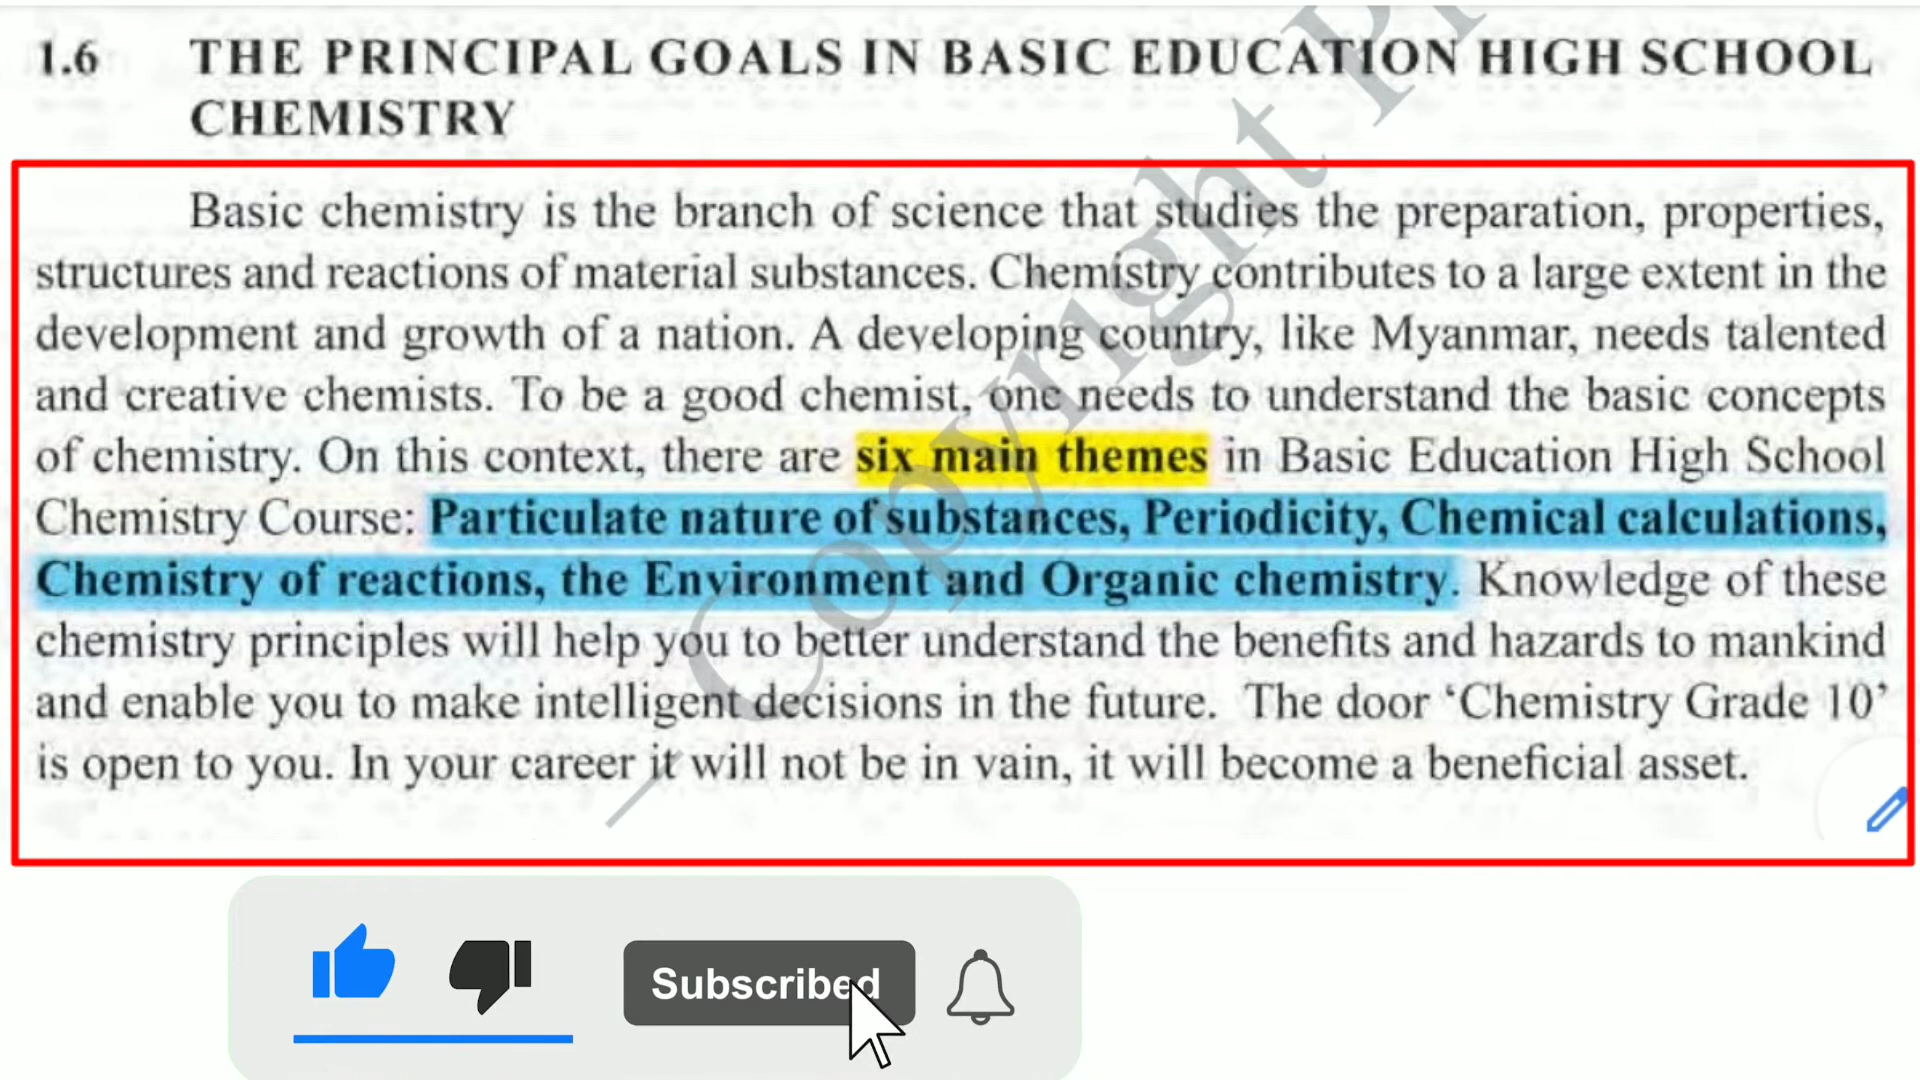 1.6 THE PRINCIPAL GOALS IN BASIC EDUCATION HIGH SCHOOL
CHEMISTRY
Basic chemistry is the branch of science that studies the preparation, properties,
structures and reactions of material substances. Chemistry contributes to a large extent in the
development and growth of a nation. A developing country, like Myanmar, needs talented
and creative chemists. To be a good chemist, one needs to understand the basic concepts
of chemistry. On this context, there are six main themes in Basic Education High School
Chemistry Course: Particulate nature of substances, Periodicity, Chemical calculations,
Chemistry of reactions, the Environment and Organic chemistry. Knowledge of these
chemistry principles will help you to better understand the benefits and hazards to mankind
and enable you to make intelligent decisions in the future. The door ‘Chemistry Grade 10’
is open to you. In your career it will not be in vain, it will become a beneficial asset.
Copyright
Subscribed